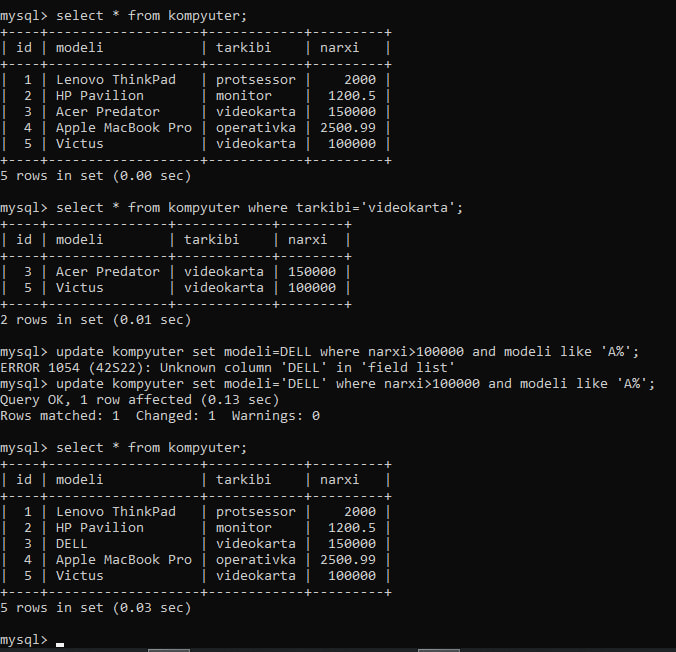 mysql> select * from kompyuter;
+----+-------------------+------------+---------+
| id | modeli            | tarkibi    | narxi   |
+----+-------------------+------------+---------+
|  1 | Lenovo ThinkPad   | protsessor |    2000 |
|  2 | HP Pavilion       | monitor    |  1200.5 |
|  3 | Acer Predator     | videokarta |  150000 |
|  4 | Apple MacBook Pro | operativka | 2500.99 |
|  5 | Victus            | videokarta |  100000 |
+----+-------------------+------------+---------+
5 rows in set (0.00 sec)
mysql> select * from kompyuter where tarkibi='videokarta';
+----+---------------+------------+--------+
| id | modeli        | tarkibi    | narxi  |
+----+---------------+------------+--------+
|  3 | Acer Predator | videokarta | 150000 |
|  5 | Victus        | videokarta | 100000 |
+----+---------------+------------+--------+
2 rows in set (0.01 sec)
mysql> update kompyuter set modeli=DELL where narxi>100000 and modeli like 'A%';
ERROR 1054 (42S22): Unknown column 'DELL' in 'field list'
mysql> update kompyuter set modeli='DELL' where narxi>100000 and modeli like 'A%';
Query OK, 1 row affected (0.13 sec)
Rows matched: 1  Changed: 1  Warnings: 0
mysql> select * from kompyuter;
+----+-------------------+------------+---------+
| id | modeli            | tarkibi    | narxi   |
+----+-------------------+------------+---------+
|  1 | Lenovo ThinkPad   | protsessor |    2000 |
|  2 | HP Pavilion       | monitor    |  1200.5 |
|  3 | DELL              | videokarta |  150000 |
|  4 | Apple MacBook Pro | operativka | 2500.99 |
|  5 | Victus            | videokarta |  100000 |
+----+-------------------+------------+---------+
5 rows in set (0.03 sec)
mysql>